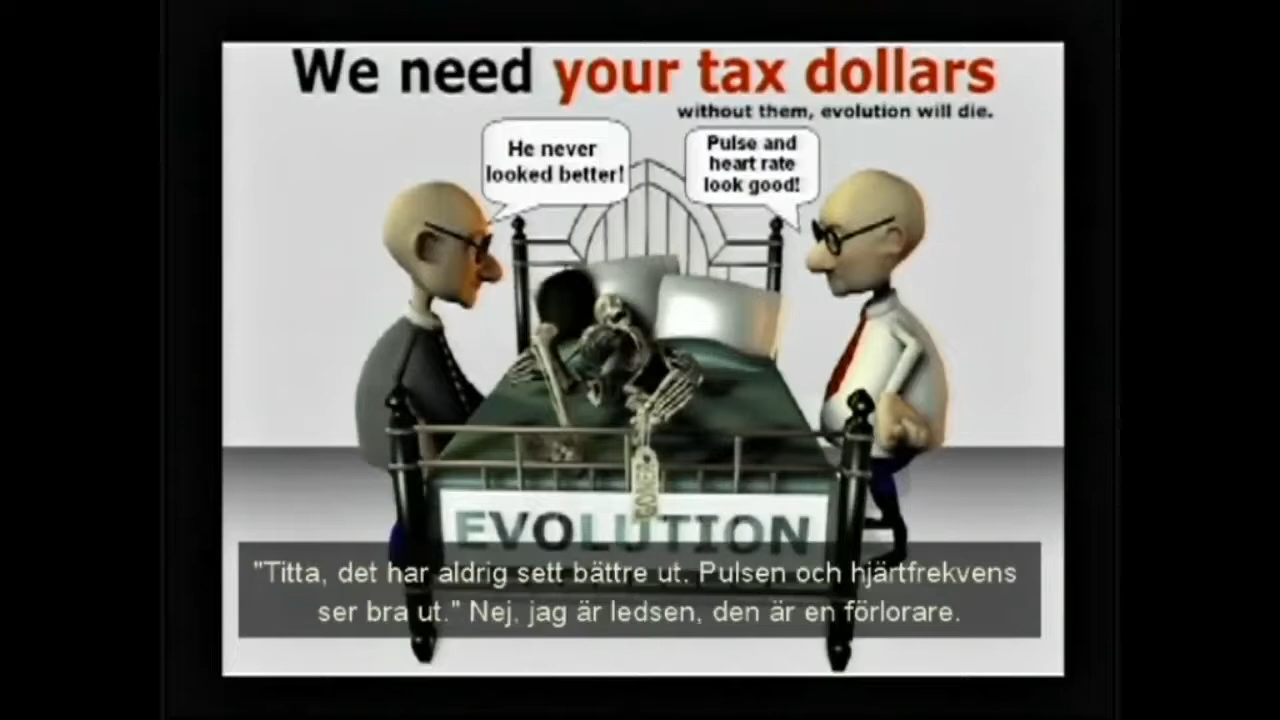 We need your tax dollars
without them, evolution will die.
He never
looked better!
Pulse and
heart rate
look good!
EVOLUTION
"Titta, det har aldrig sett bättre ut. Pulsen och hjärtfrekvens
ser bra ut." Nej, jag är ledsen, den är en förlorare.